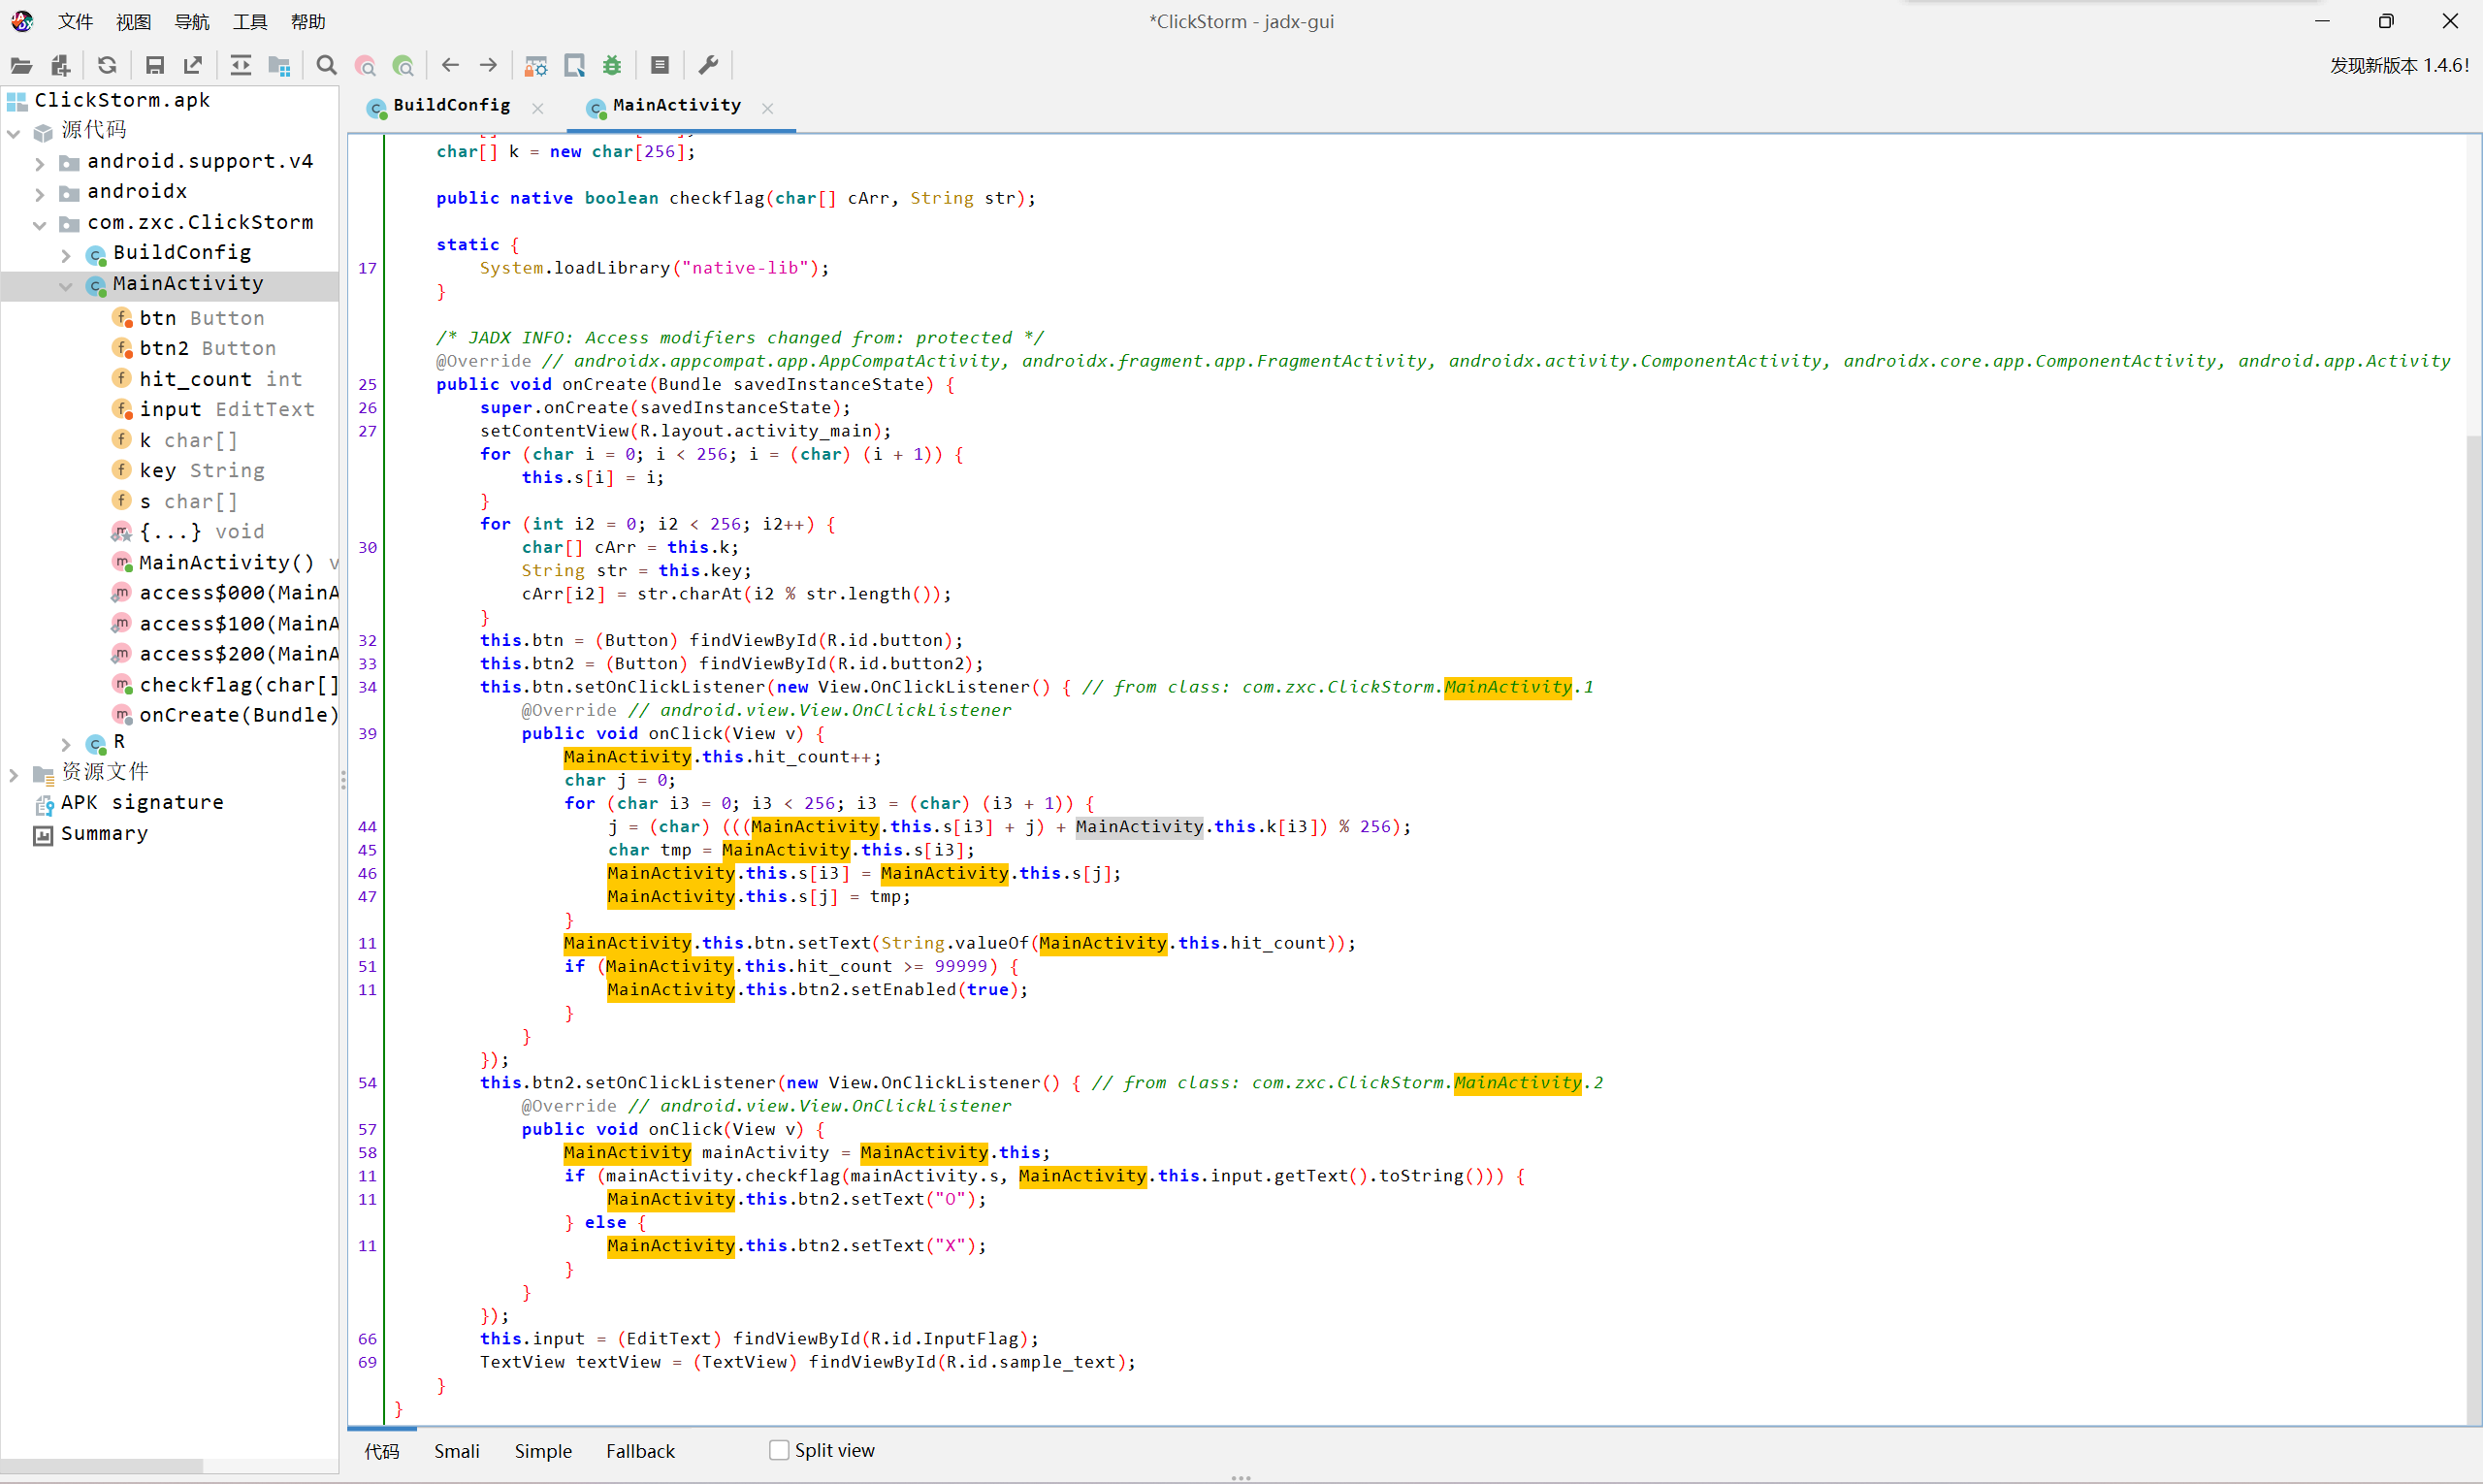 文件 视图 导航 工具 帮助
*ClickStorm - jadx-gui
发现新版本 1.4.6!
ClickStorm.apk
源代码
android.support.v4
androidx
com.zxc.ClickStorm
BuildConfig
MainActivity
btn Button
btn2 Button
hit_count int
input EditText
k char[]
key String
s char[]
{...} void
MainActivity() v
access$000(MainA
access$100(MainA
access$200(MainA
checkflag(char[]
onCreate(Bundle)
R
资源文件
APK signature
Summary
BuildConfig MainActivity
char[] k = new char[256];
public native boolean checkflag(char[] cArr, String str);
static {
17 System.loadLibrary("native-lib");
}
/* JADX INFO: Access modifiers changed from: protected */
@Override // androidx.appcompat.app.AppCompatActivity, androidx.fragment.app.FragmentActivity, androidx.activity.ComponentActivity, androidx.core.app.ComponentActivity, android.app.Activity
25 public void onCreate(Bundle savedInstanceState) {
26 super.onCreate(savedInstanceState);
27 setContentView(R.layout.activity_main);
for (char i = 0; i < 256; i = (char) (i + 1)) {
this.s[i] = i;
}
for (int i2 = 0; i2 < 256; i2++) {
30 char[] cArr = this.k;
String str = this.key;
cArr[i2] = str.charAt(i2 % str.length());
}
32 this.btn = (Button) findViewById(R.id.button);
33 this.btn2 = (Button) findViewById(R.id.button2);
34 this.btn.setOnClickListener(new View.OnClickListener() { // from class: com.zxc.ClickStorm.MainActivity.1
@Override // android.view.View.OnClickListener
39 public void onClick(View v) {
MainActivity.this.hit_count++;
char j = 0;
for (char i3 = 0; i3 < 256; i3 = (char) (i3 + 1)) {
44 j = (char) (((MainActivity.this.s[i3] + j) + MainActivity.this.k[i3]) % 256);
45 char tmp = MainActivity.this.s[i3];
46 MainActivity.this.s[i3] = MainActivity.this.s[j];
47 MainActivity.this.s[j] = tmp;
}
11 MainActivity.this.btn.setText(String.valueOf(MainActivity.this.hit_count));
51 if (MainActivity.this.hit_count >= 99999) {
11 MainActivity.this.btn2.setEnabled(true);
}
}
});
54 this.btn2.setOnClickListener(new View.OnClickListener() { // from class: com.zxc.ClickStorm.MainActivity.2
@Override // android.view.View.OnClickListener
57 public void onClick(View v) {
58 MainActivity mainActivity = MainActivity.this;
11 if (mainActivity.checkflag(mainActivity.s, MainActivity.this.input.getText().toString())) {
11 MainActivity.this.btn2.setText("O");
} else {
11 MainActivity.this.btn2.setText("X");
}
}
});
66 this.input = (EditText) findViewById(R.id.InputFlag);
69 TextView textView = (TextView) findViewById(R.id.sample_text);
}
}
代码 Smali Simple Fallback Split view